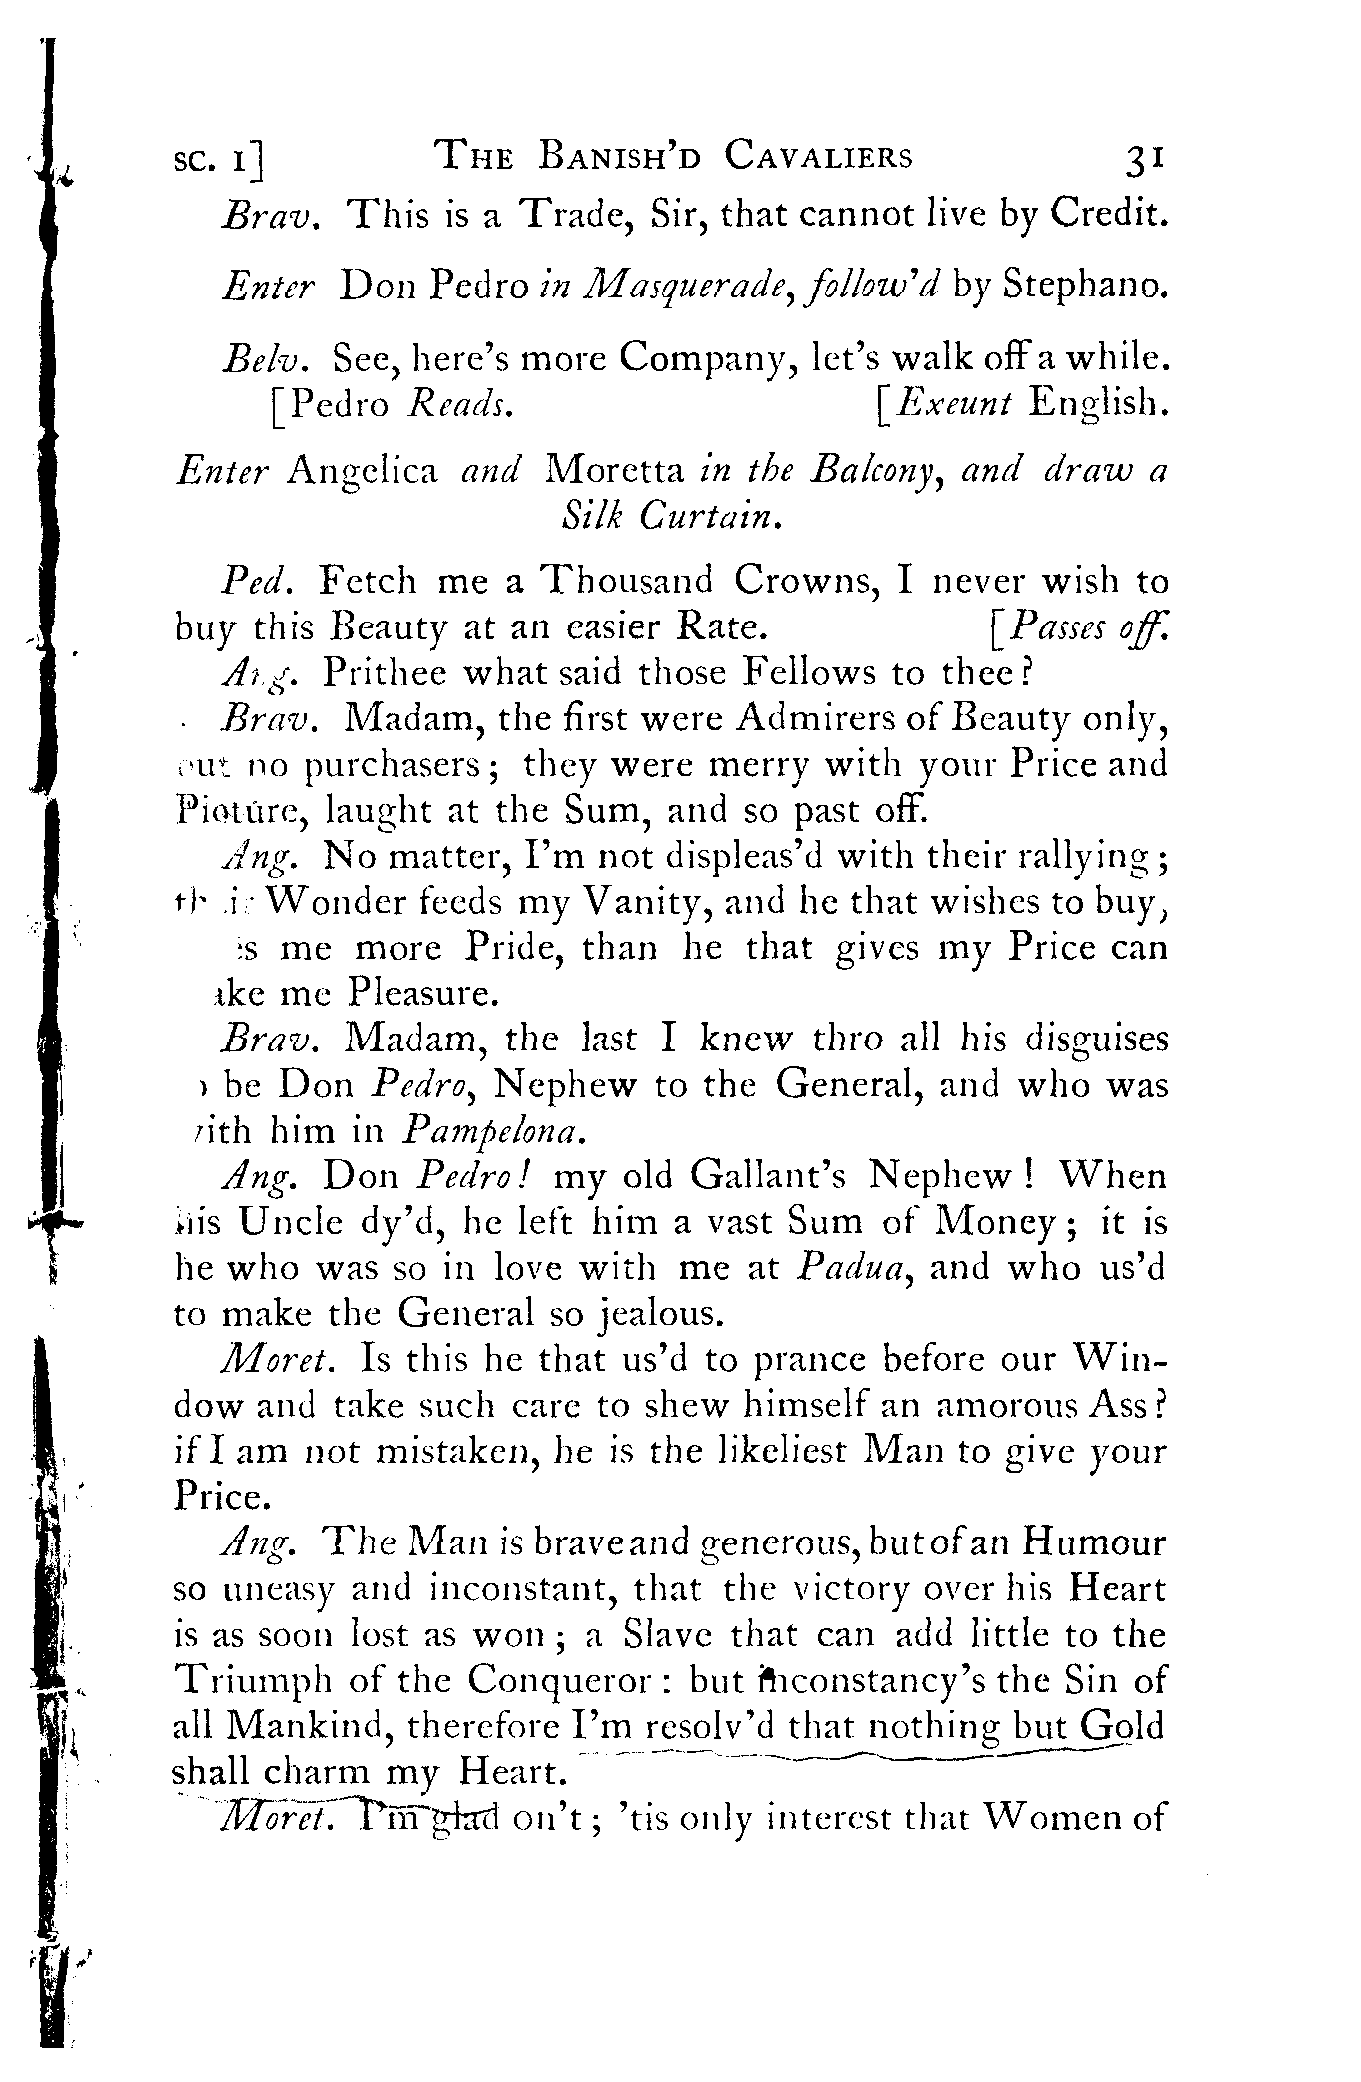 SC. I] THE BANISH'D CAVALIERS 31
Brav. This is a Trade, Sir, that cannot live by Credit.
Enter Don Pedro in Masquerade, follow'd by Stephano.
Belv. See, here's more Company, let's walk off a while.
[Pedro Reads. [Exeunt English.
Enter Angelica and Moretta in the Balcony, and draw a
Silk Curtain.
Ped. Fetch me a Thousand Crowns, I never wish to
buy this Beauty at an easier Rate. [Passes off.
Ang. Prithee what said those Fellows to thee?
Brav. Madam, the first were Admirers of Beauty only,
but no purchasers; they were merry with your Price and
Picture, laught at the Sum, and so past off.
Ang. No matter, I'm not displeas'd with their rallying;
their Wonder feeds my Vanity, and he that wishes to buy,
me more Pride, than he that gives my Price can
me Pleasure.
Brav. Madam, the last I knew thro all his disguises
be Don Pedro, Nephew to the General, and who was
with him in Pampelona.
Ang. Don Pedro! my old Gallant's Nephew! When
his Uncle dy'd, he left him a vast Sum of Money; it is
he who was so in love with me at Padua, and who us'd
to make the General so jealous.
Moret. Is this he that us'd to prance before our Win-
dow and take such care to shew himself an amorous Ass?
if I am not mistaken, he is the likeliest Man to give your
Price.
Ang. The Man is brave and generous, but of an Humour
so uneasy and inconstant, that the victory over his Heart
is as soon lost as won; a Slave that can add little to the
Triumph of the Conqueror: but inconstancy's the Sin of
all Mankind, therefore I'm resolv'd that nothing but Gold
shall charm my Heart.
Moret. I'm glad on't; 'tis only interest that Women of